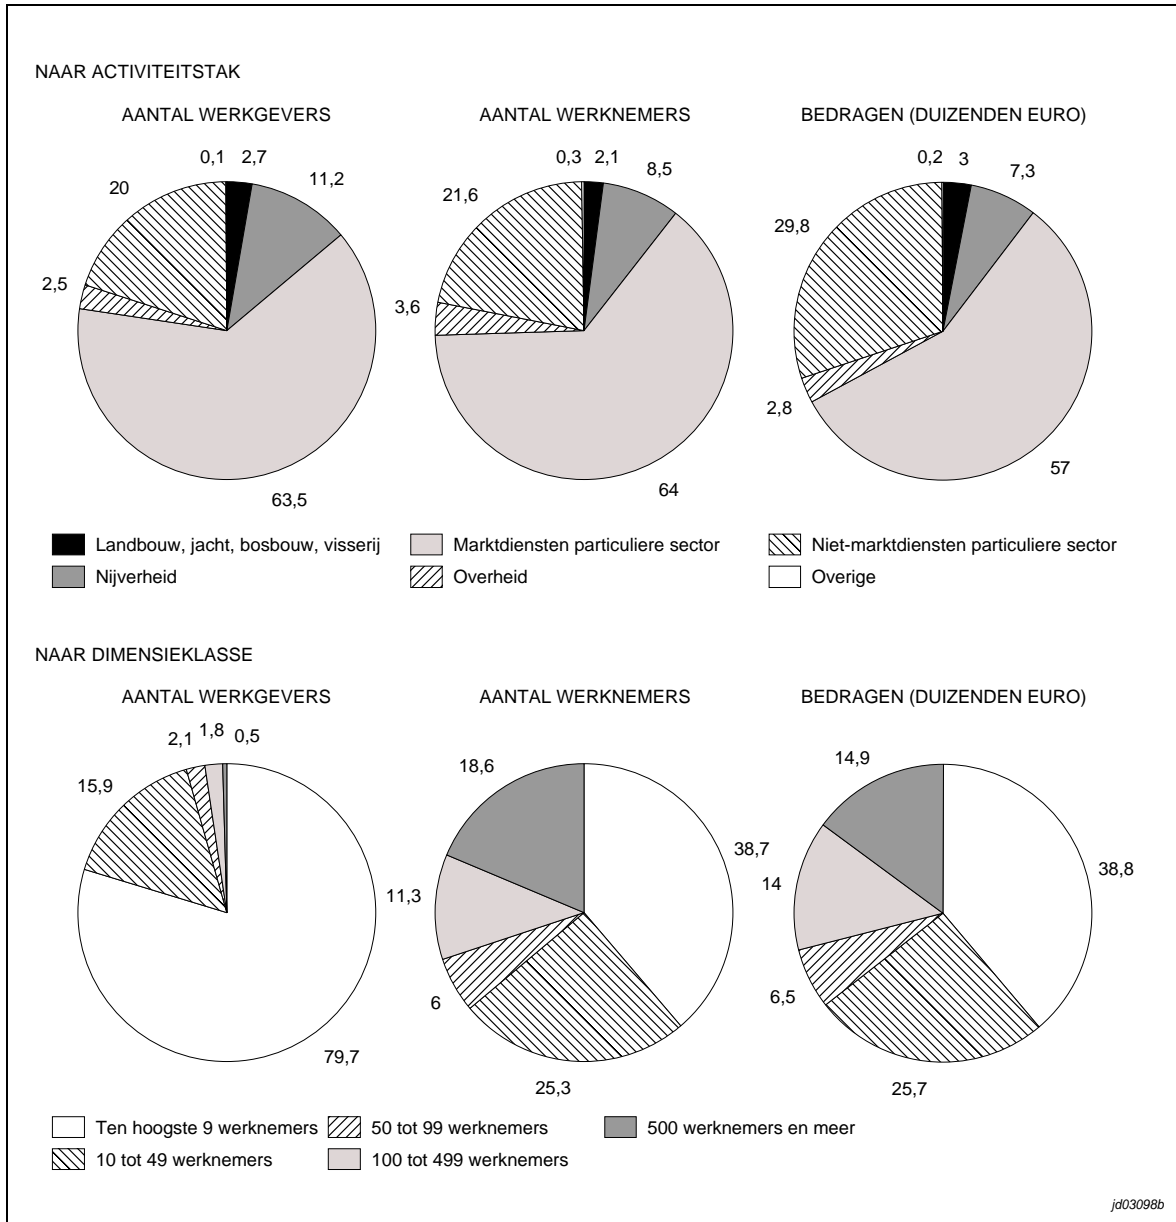 NAAR ACTIVITEITSTAK
AANTAL WERKGEVERS AANTAL WERKNEMERS BEDRAGEN (DUIZENDEN EURO)
0,1 2,7 0,3 2,1 0,2 3
20 11,2 21,6 8,5 29,8 7,3
2,5 3,6 2,8
63,5 64 57
Landbouw, jacht, bosbouw, visserij Marktdiensten particuliere sector Niet-marktdiensten particuliere sector
Nijverheid Overheid Overige
NAAR DIMENSIEKLASSE
AANTAL WERKGEVERS AANTAL WERKNEMERS BEDRAGEN (DUIZENDEN EURO)
2,1 1,8 0,5
15,9 18,6 14,9
38,7 38,8
11,3 14
6 6,5
79,7 25,3 25,7
Ten hoogste 9 werknemers 50 tot 99 werknemers 500 werknemers en meer
10 tot 49 werknemers 100 tot 499 werknemers
jd03098b